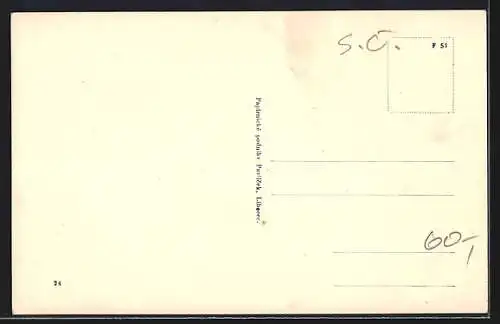 S. Č.
F 51
Papírnické podniky Pavlíček, Liberec.
60,-
24